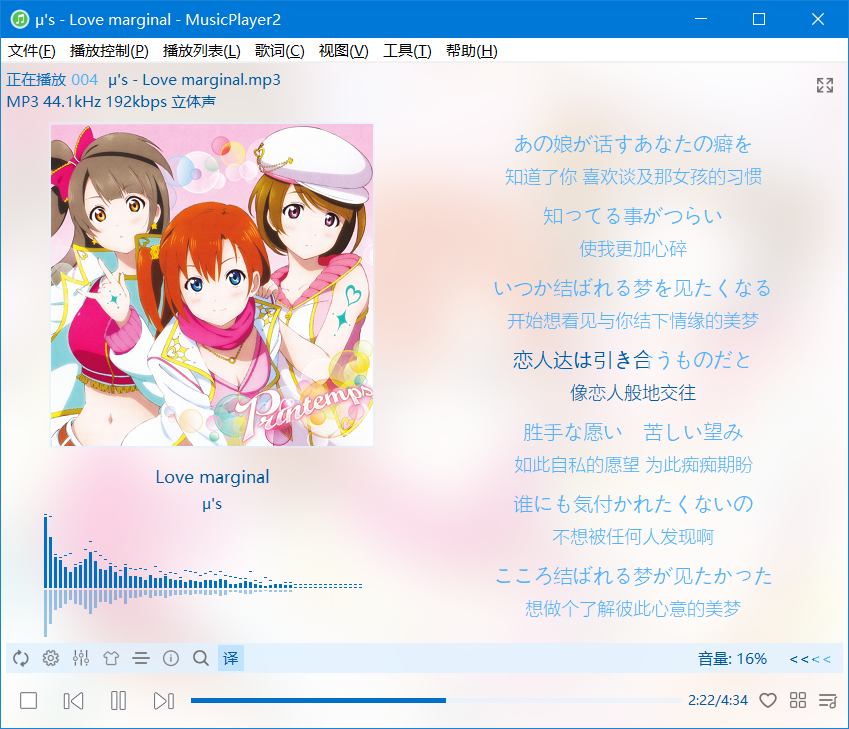 μ's - Love marginal - MusicPlayer2
文件(F) 播放控制(P) 播放列表(L) 歌词(C) 视图(V) 工具(T) 帮助(H)
正在播放 004 μ's - Love marginal.mp3
MP3 44.1kHz 192kbps 立体声
Printemps
Love marginal
μ's
あの娘が话すあなたの癖を
知道了你 喜欢谈及那女孩的习惯
知ってる事がつらい
使我更加心碎
いつか结ばれる梦を见たくなる
开始想看见与你结下情缘的美梦
恋人达は引き合うものだと
像恋人般地交往
胜手な愿い　苦しい望み
如此自私的愿望 为此痴痴期盼
谁にも気付かれたくないの
不想被任何人发现啊
こころ结ばれる梦が见たかった
想做个了解彼此心意的美梦
译
音量: 16% <<<<
2:22/4:34